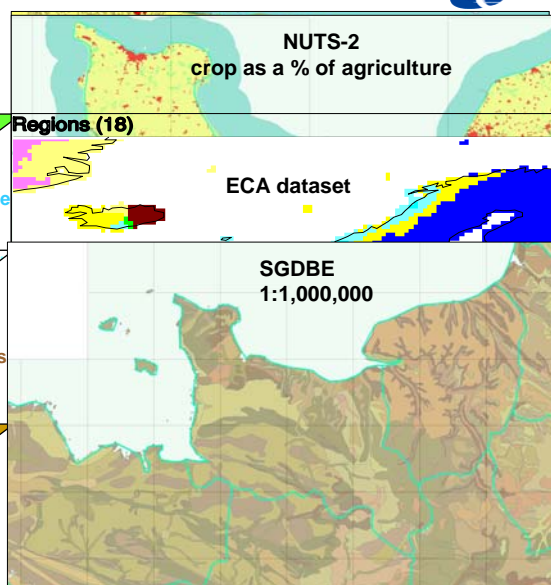 NUTS-2
crop as a % of agriculture
Regions (18)
e
ECA dataset
SGDBE
1:1,000,000
s